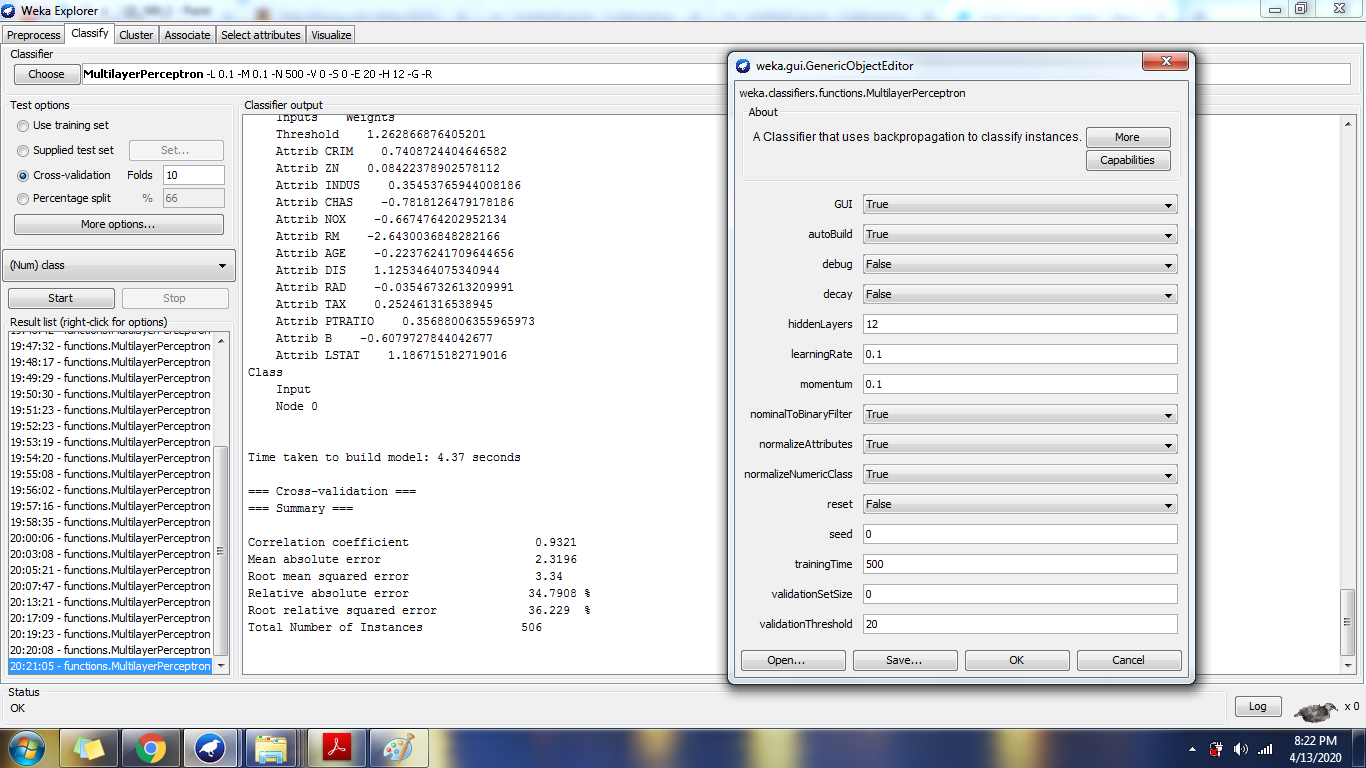 Weka Explorer
Preprocess Classify Cluster Associate Select attributes Visualize
Classifier
Choose MultilayerPerceptron -L 0.1 -M 0.1 -N 500 -V 0 -S 0 -E 20 -H 12 -G -R
Test options
Use training set
Supplied test set Set...
Cross-validation Folds 10
Percentage split % 66
More options...
(Num) class
Start Stop
Result list (right-click for options)
19:47:32 - functions.MultilayerPerceptron
19:48:17 - functions.MultilayerPerceptron
19:49:29 - functions.MultilayerPerceptron
19:50:30 - functions.MultilayerPerceptron
19:51:23 - functions.MultilayerPerceptron
19:52:23 - functions.MultilayerPerceptron
19:53:19 - functions.MultilayerPerceptron
19:54:20 - functions.MultilayerPerceptron
19:55:08 - functions.MultilayerPerceptron
19:56:02 - functions.MultilayerPerceptron
19:57:16 - functions.MultilayerPerceptron
19:58:35 - functions.MultilayerPerceptron
20:00:06 - functions.MultilayerPerceptron
20:03:08 - functions.MultilayerPerceptron
20:05:21 - functions.MultilayerPerceptron
20:07:47 - functions.MultilayerPerceptron
20:13:21 - functions.MultilayerPerceptron
20:17:09 - functions.MultilayerPerceptron
20:19:23 - functions.MultilayerPerceptron
20:20:08 - functions.MultilayerPerceptron
20:21:05 - functions.MultilayerPerceptron
Classifier output
Inputs Weights
Threshold 1.262866876405201
Attrib CRIM 0.7408724404646582
Attrib ZN 0.08422378902578112
Attrib INDUS 0.35453765944008186
Attrib CHAS -0.7818126479178186
Attrib NOX -0.6674764202952134
Attrib RM -2.6430036848282166
Attrib AGE -0.22376241709644656
Attrib DIS 1.1253464075340944
Attrib RAD -0.03546732613209991
Attrib TAX 0.252461316538945
Attrib PTRATIO 0.35688006355965973
Attrib B -0.6079727844042677
Attrib LSTAT 1.186715182719016
Class
Input
Node 0
Time taken to build model: 4.37 seconds
=== Cross-validation ===
=== Summary ===
Correlation coefficient 0.9321
Mean absolute error 2.3196
Root mean squared error 3.34
Relative absolute error 34.7908 %
Root relative squared error 36.229 %
Total Number of Instances 506
weka.gui.GenericObjectEditor
weka.classifiers.functions.MultilayerPerceptron
About
A Classifier that uses backpropagation to classify instances. More
Capabilities
GUI True
autoBuild True
debug False
decay False
hiddenLayers 12
learningRate 0.1
momentum 0.1
nominalToBinaryFilter True
normalizeAttributes True
normalizeNumericClass True
reset False
seed 0
trainingTime 500
validationSetSize 0
validationThreshold 20
Open... Save... OK Cancel
Status
OK
Log x 0
8:22 PM
4/13/2020